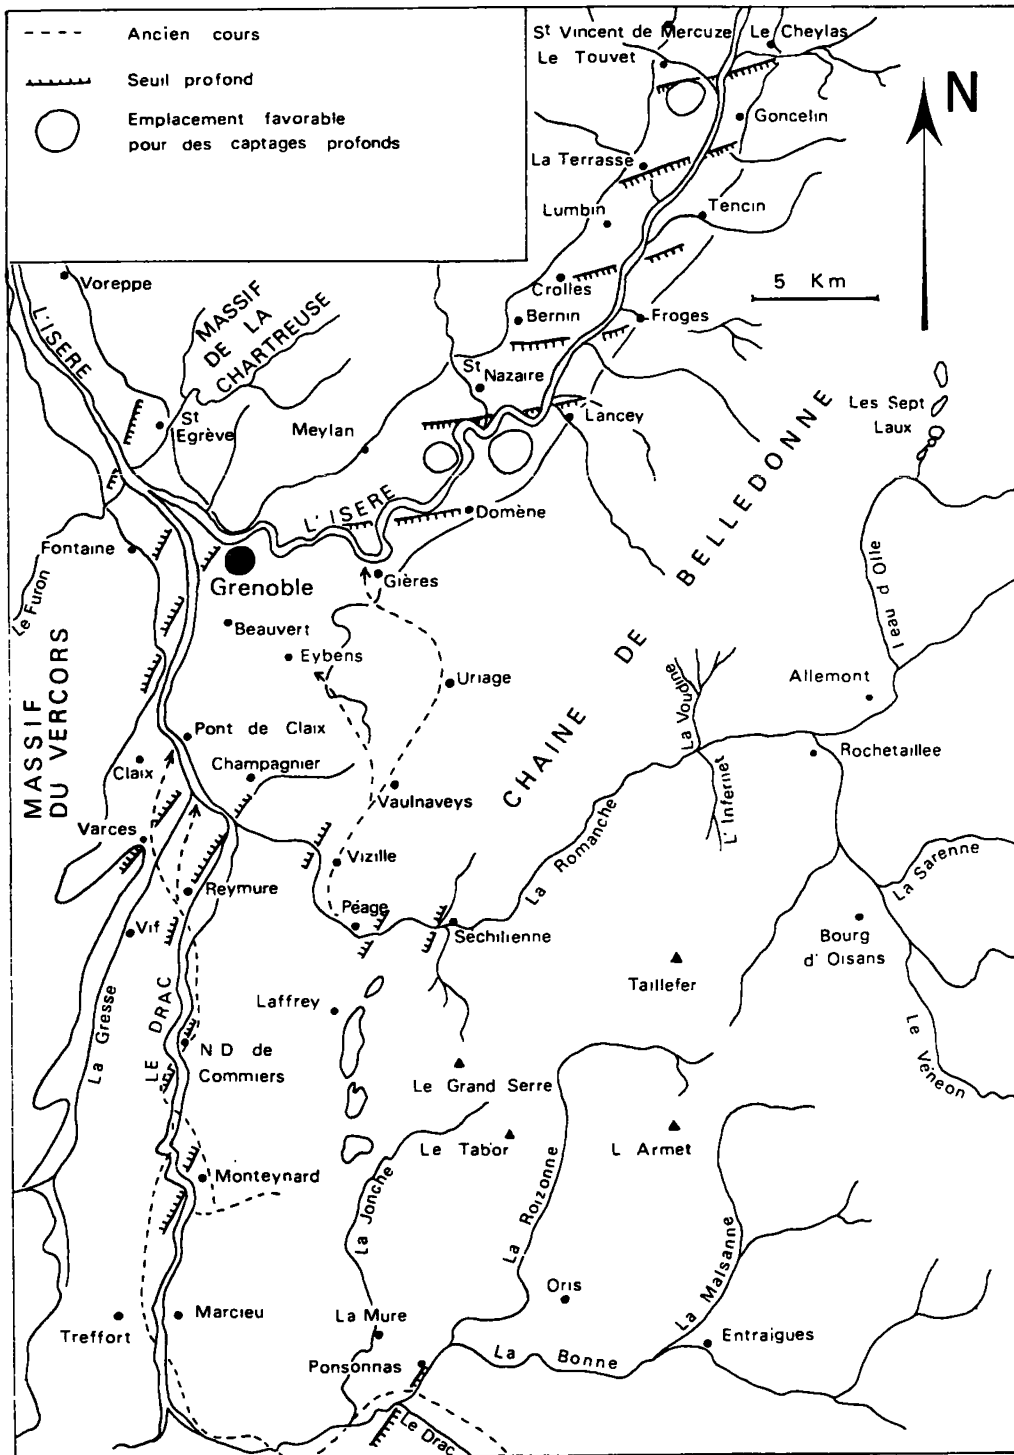 Ancien cours
Seuil profond
Emplacement favorable
pour des captages profonds
St Vincent de Mercuze
Le Cheylas
Le Touvet
Goncelin
N
La Terrasse
Lumbin
Tencin
5 Km
Crolles
Bernin
Froges
Voreppe
L'ISERE
MASSIF
DE LA
CHARTREUSE
St
Nazaire
Lancey
St
Egrève
Meylan
Les Sept
Laux
L'ISERE
Domène
Fontaine
Grenoble
Gières
Le Furon
Beauvert
Eybens
Uriage
CHAINE DE BELLEDONNE
l eau d Olle
Allemont
La Voudine
Rochetaillee
L' Infernet
MASSIF
DU VERCORS
Pont de Claix
Claix
Champagnier
Vaulnaveys
Varces
Vizille
La Romanche
La Sarenne
Reymure
Vif
Péage
Sechilienne
Bourg
d' Oisans
Taillefer
Laffrey
La Gresse
LE DRAC
N D de
Commiers
Le Grand Serre
Le Vénéon
Le Tabor
L Armet
Monteynard
La Jonche
La Roizonne
La Malsanne
Oris
Treffort
Marcieu
La Mure
Entraigues
Ponsonnas
La Bonne
Le Drac